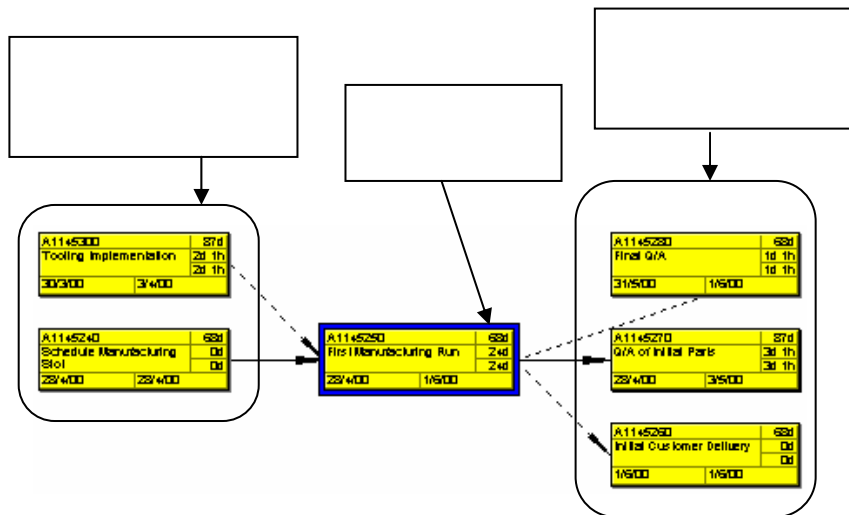 A1145300 87d
Tooling Implementation 2d 1h
2d 1h
30/3/00 3/4/00
A1145240 68d
Schedule Manufacturing 0d
Slot 0d
28/4/00 28/4/00
A1145250 68d
First Manufacturing Run 24d
24d
28/4/00 1/6/00
A1145280 68d
Final Q/A 1d 1h
1d 1h
31/5/00 1/6/00
A1145270 87d
Q/A of Initial Parts 3d 1h
3d 1h
28/4/00 3/5/00
A1145260 68d
Initial Customer Delivery 0d
0d
1/6/00 1/6/00